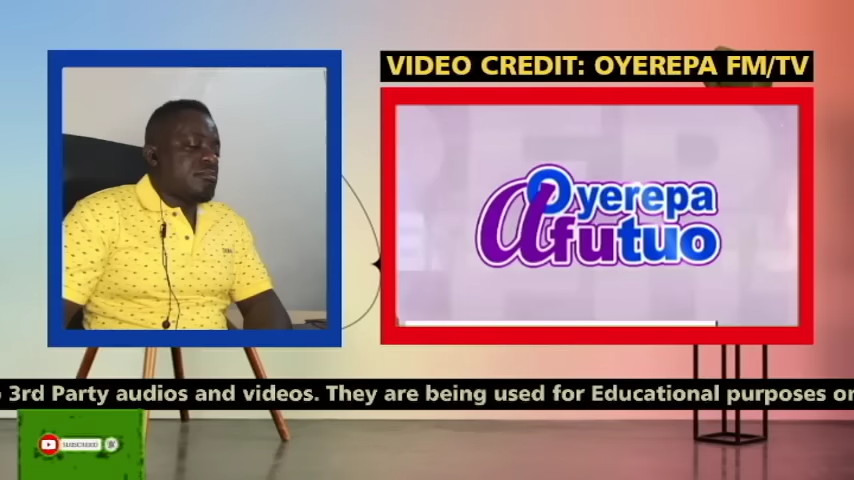 VIDEO CREDIT: OYEREPA FM/TV
Oyerepa
afutuo
3rd Party audios and videos. They are being used for Educational purposes on